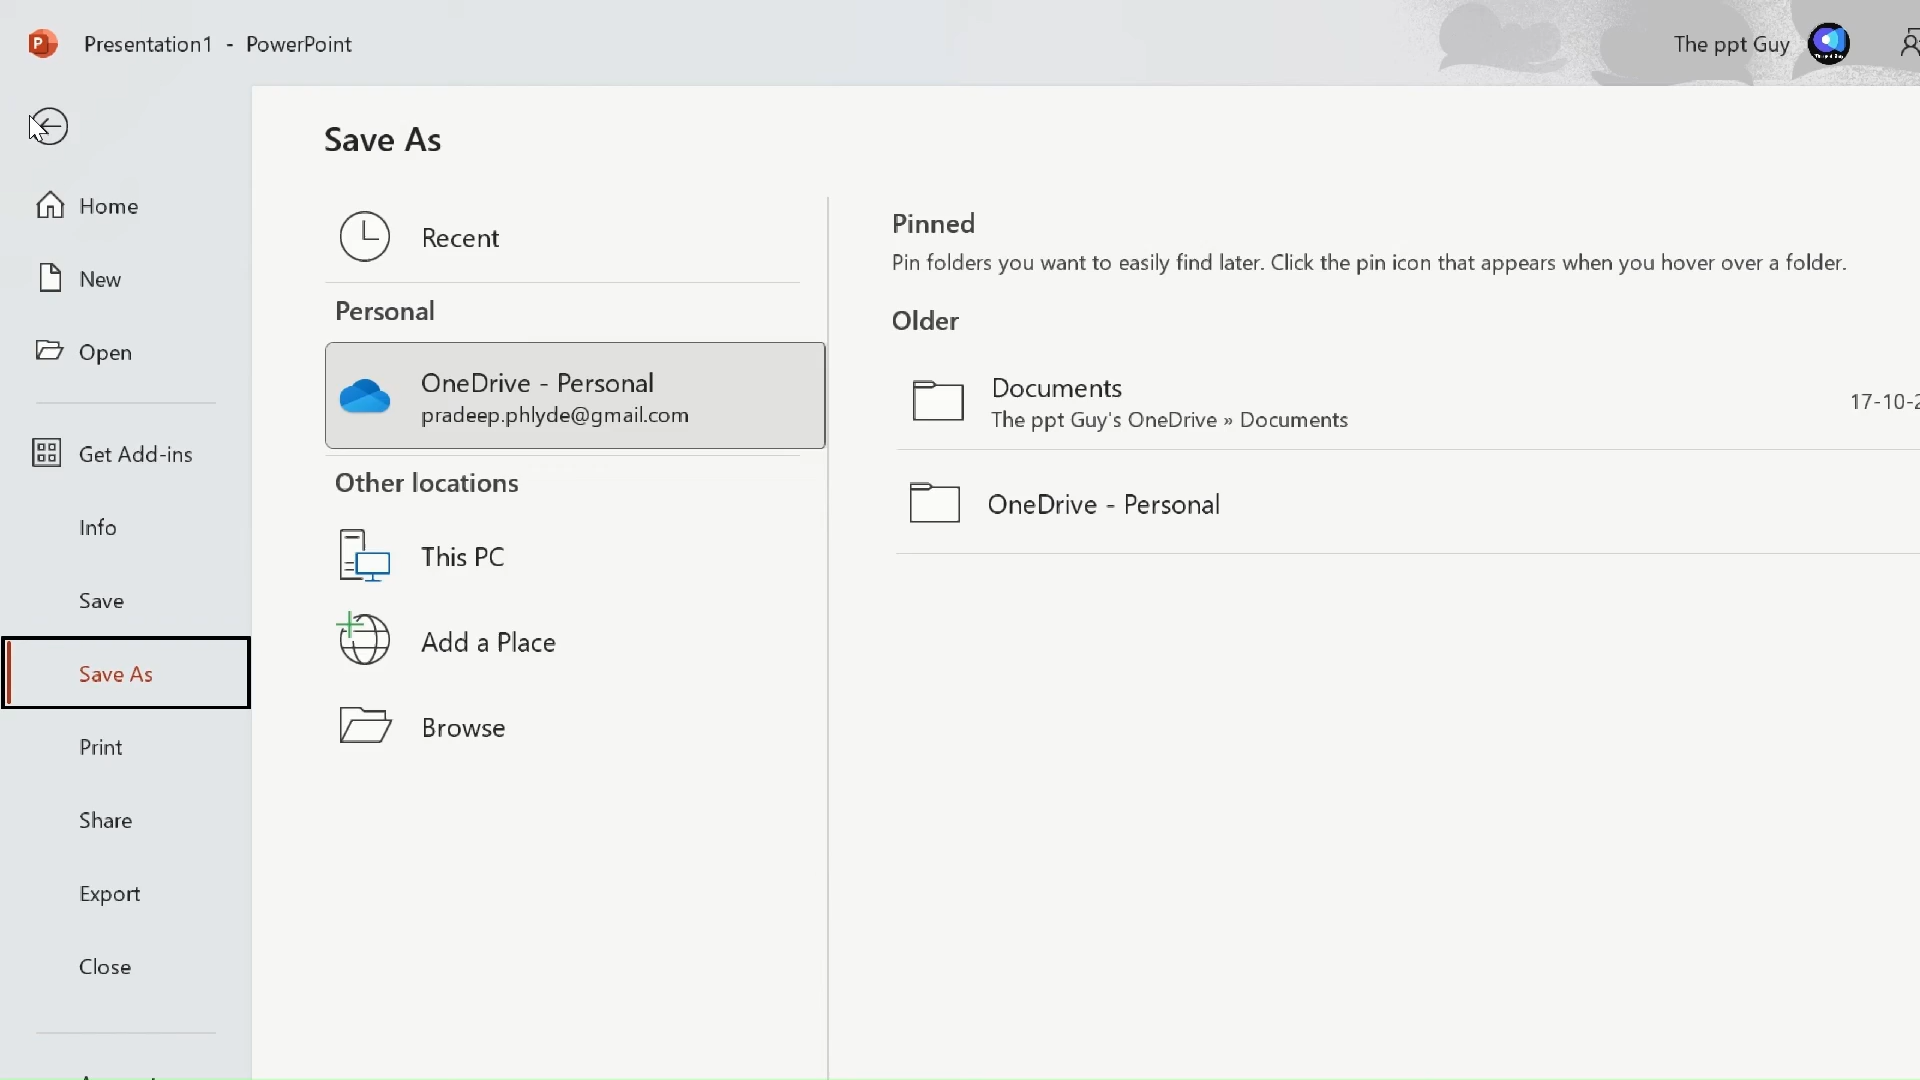 Presentation1 - PowerPoint
The ppt Guy
Home
New
Open
Get Add-ins
Info
Save
Save As
Print
Share
Export
Close
Save As
Recent
Personal
OneDrive - Personal
pradeep.phlyde@gmail.com
Other locations
This PC
Add a Place
Browse
Pinned
Pin folders you want to easily find later. Click the pin icon that appears when you hover over a folder.
Older
Documents
The ppt Guy's OneDrive » Documents
17-10-2
OneDrive - Personal